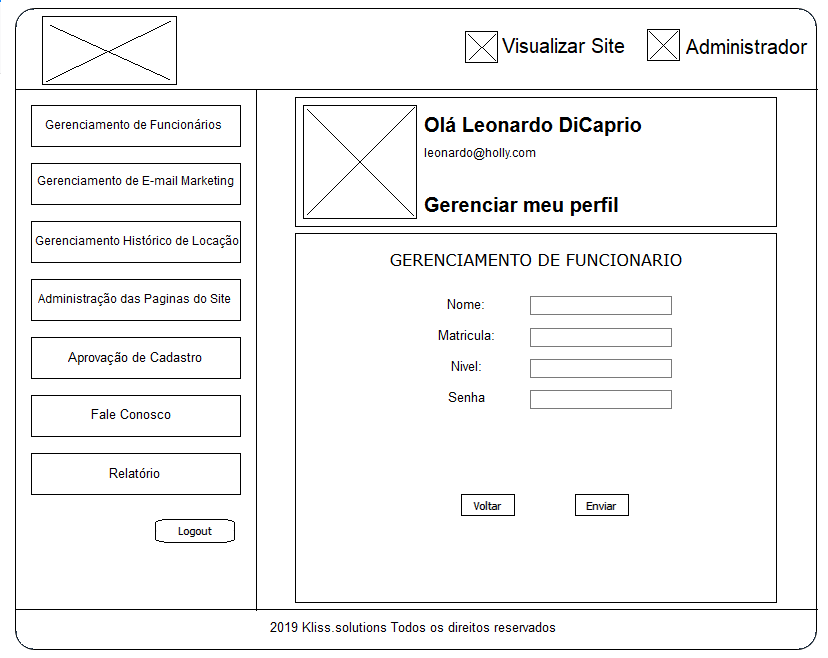 Visualizar Site
Administrador
Gerenciamento de Funcionários
Gerenciamento de E-mail Marketing
Gerenciamento Histórico de Locação
Administração das Paginas do Site
Aprovação de Cadastro
Fale Conosco
Relatório
Logout
Olá Leonardo DiCaprio
leonardo@holly.com
Gerenciar meu perfil
GERENCIAMENTO DE FUNCIONARIO
Nome:
Matricula:
Nivel:
Senha
Voltar
Enviar
2019 Kliss.solutions Todos os direitos reservados